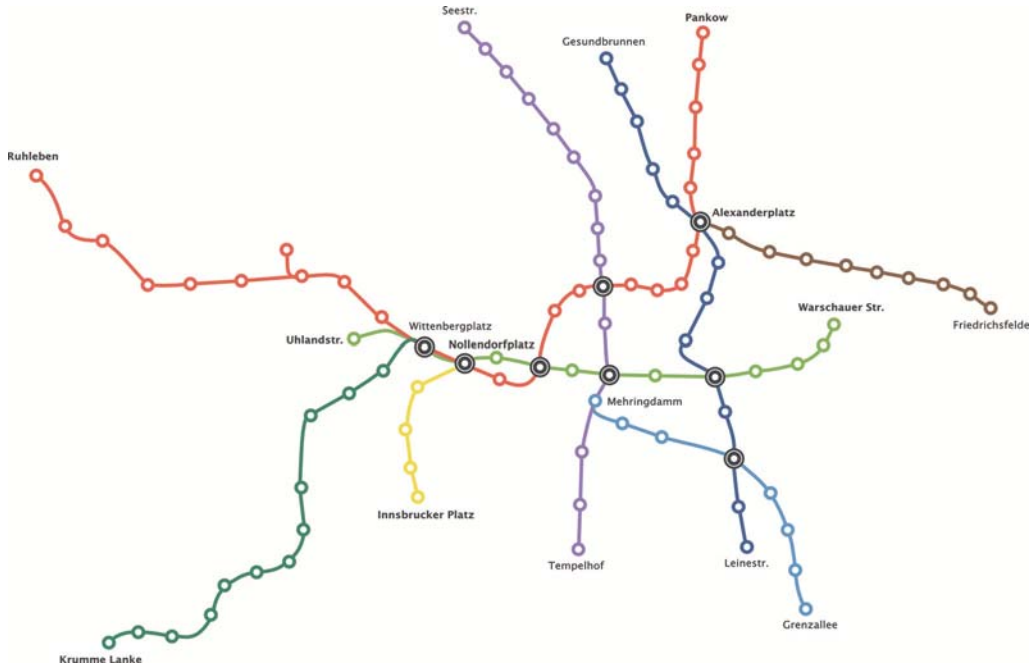 Seestr.
Pankow
Gesundbrunnen
Ruhleben
Alexanderplatz
Warschauer Str.
Friedrichsfelde
Wittenbergplatz
Uhlandstr.
Nollendorfplatz
Mehringdamm
Innsbrucker Platz
Tempelhof
Leinestr.
Grenzallee
Krumme Lanke